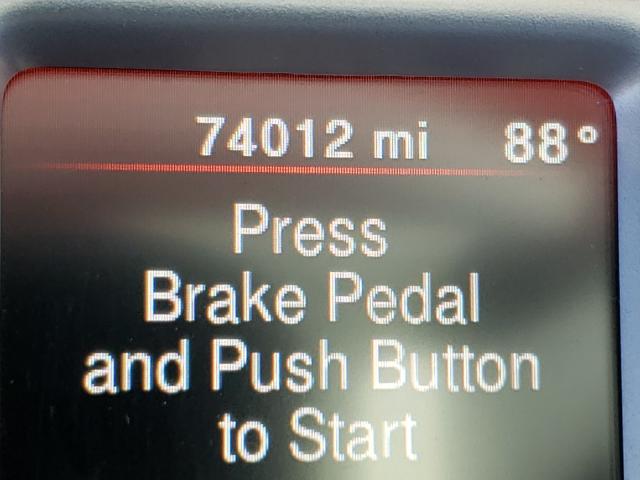 74012 mi 88°
Press
Brake Pedal
and Push Button
to Start